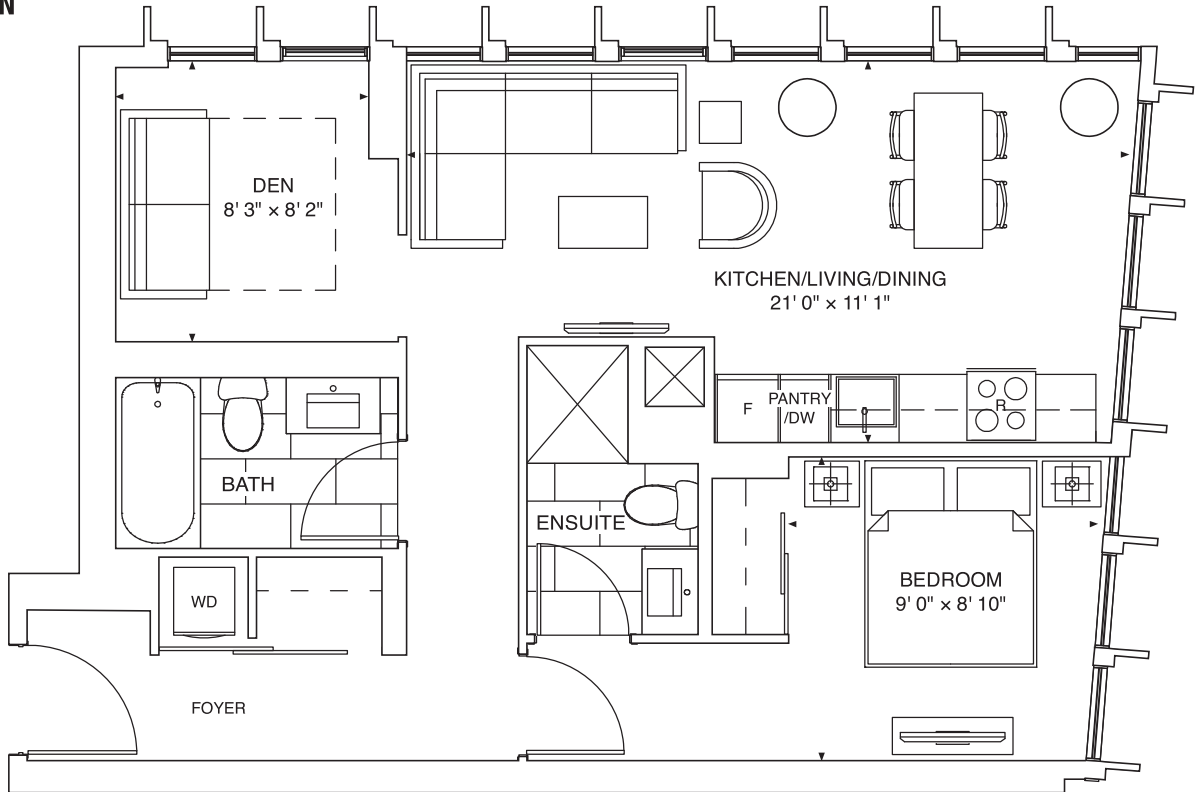 N
DEN
8' 3" × 8' 2"
KITCHEN/LIVING/DINING
21' 0" × 11' 1"
F
PANTRY
/DW
R
BATH
ENSUITE
BEDROOM
9' 0" × 8' 10"
WD
FOYER